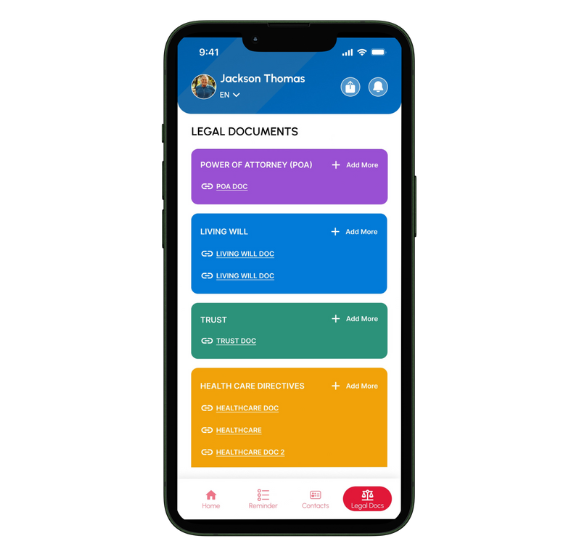 9:41
Jackson Thomas
EN
LEGAL DOCUMENTS
POWER OF ATTORNEY (POA) + Add More
POA DOC
LIVING WILL + Add More
LIVING WILL DOC
LIVING WILL DOC
TRUST + Add More
TRUST DOC
HEALTH CARE DIRECTIVES + Add More
HEALTHCARE DOC
HEALTHCARE
HEALTHCARE DOC 2
Home Reminder Contacts Legal Docs